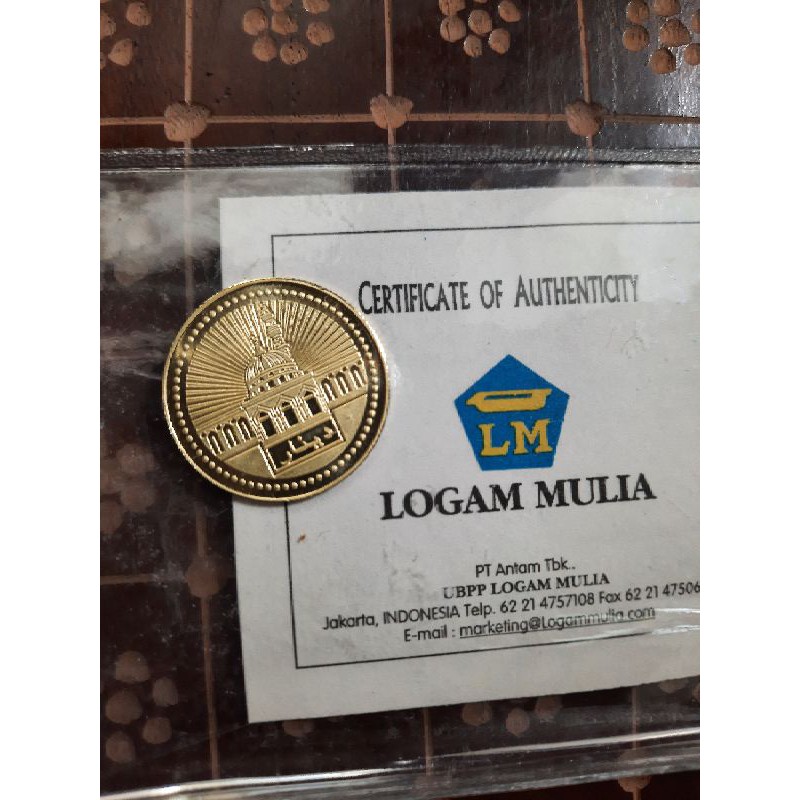 CERTIFICATE OF AUTHENTICITY
LM
LOGAM MULIA
PT Antam Tbk..
UBPP LOGAM MULIA
Jakarta, INDONESIA Telp. 62 21 4757108 Fax 62 21 47506
E-mail : marketing@Logammulia.com
دينار